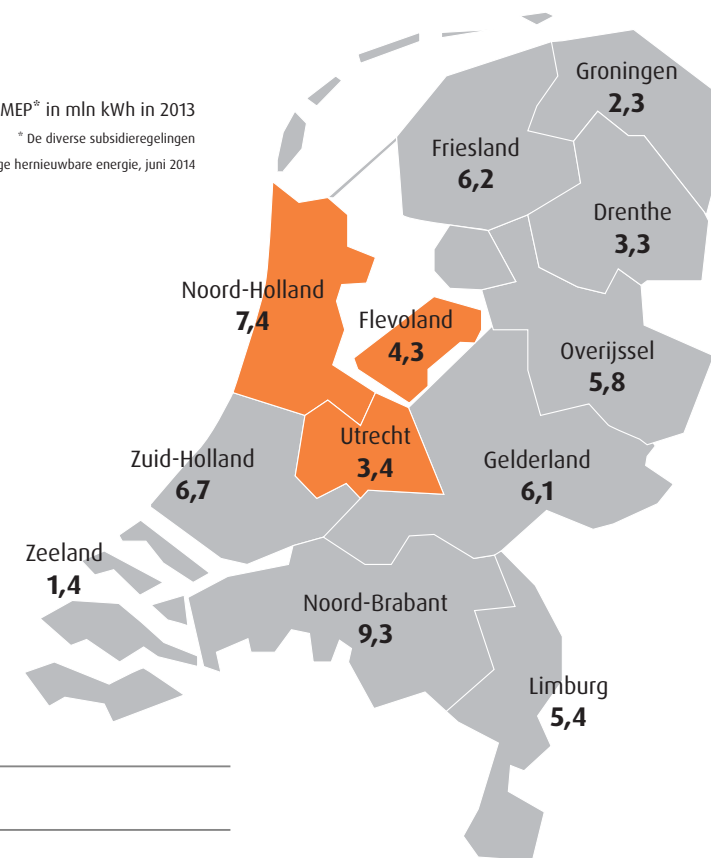 MEP* in mln kWh in 2013
* De diverse subsidieregelingen
ge hernieuwbare energie, juni 2014
Groningen
2,3
Friesland
6,2
Drenthe
3,3
Noord-Holland
7,4
Flevoland
4,3
Overijssel
5,8
Utrecht
3,4
Zuid-Holland
6,7
Gelderland
6,1
Zeeland
1,4
Noord-Brabant
9,3
Limburg
5,4